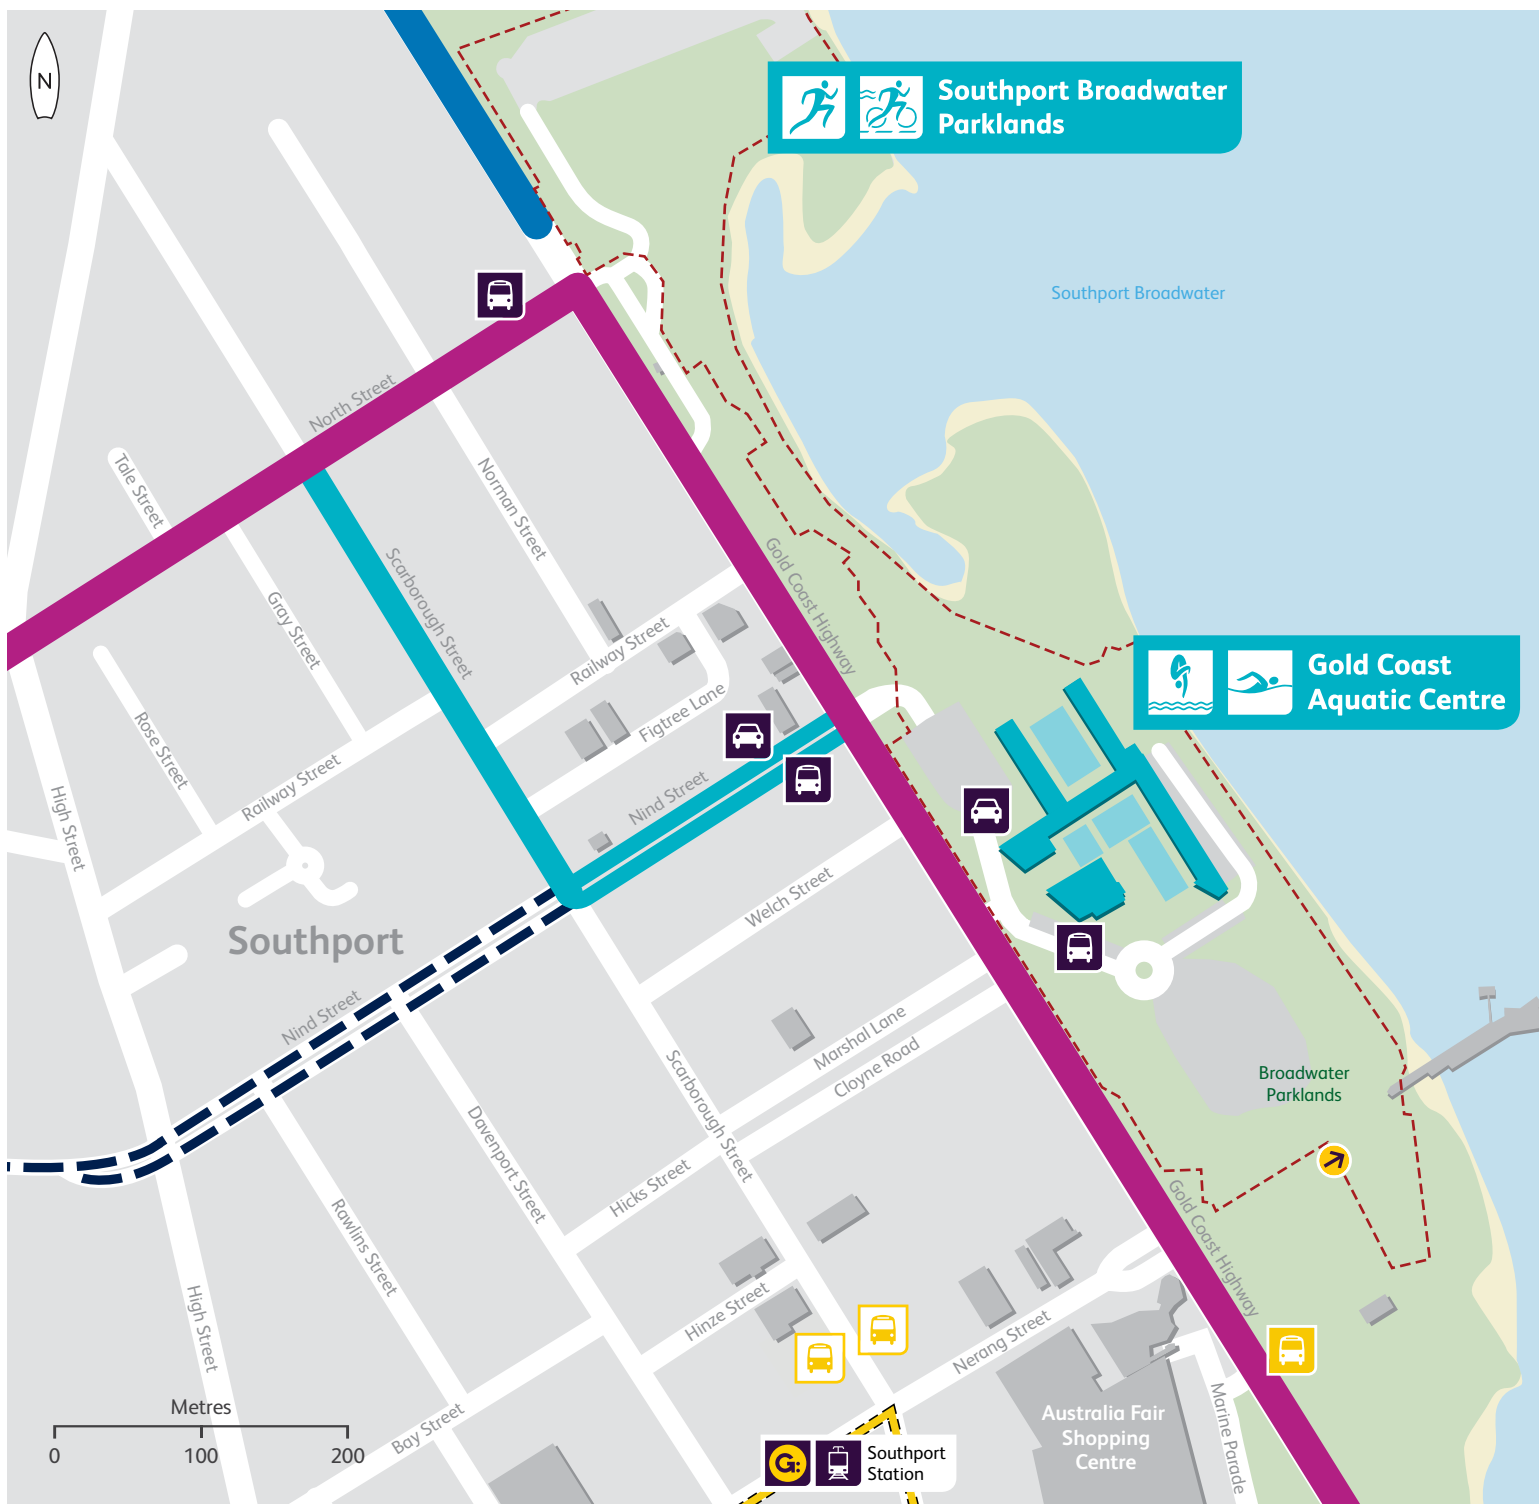 N
Southport Broadwater
Parklands
Southport Broadwater
North Street
Tale Street
Norman Street
Gold Coast Highway
Scarborough Street
Gray Street
Railway Street
Gold Coast
Aquatic Centre
Figtree Lane
Rose Street
Nind Street
Railway Street
High Street
Welch Street
Southport
Nind Street
Marshal Lane
Cloyne Road
Scarborough Street
Broadwater
Parklands
Davenport Street
Hicks Street
Gold Coast Highway
Rawlins Street
High Street
Hinze Street
Nerang Street
Metres
0
100
200
Bay Street
Australia Fair
Shopping
Centre
Marine Parade
G:
Southport
Station